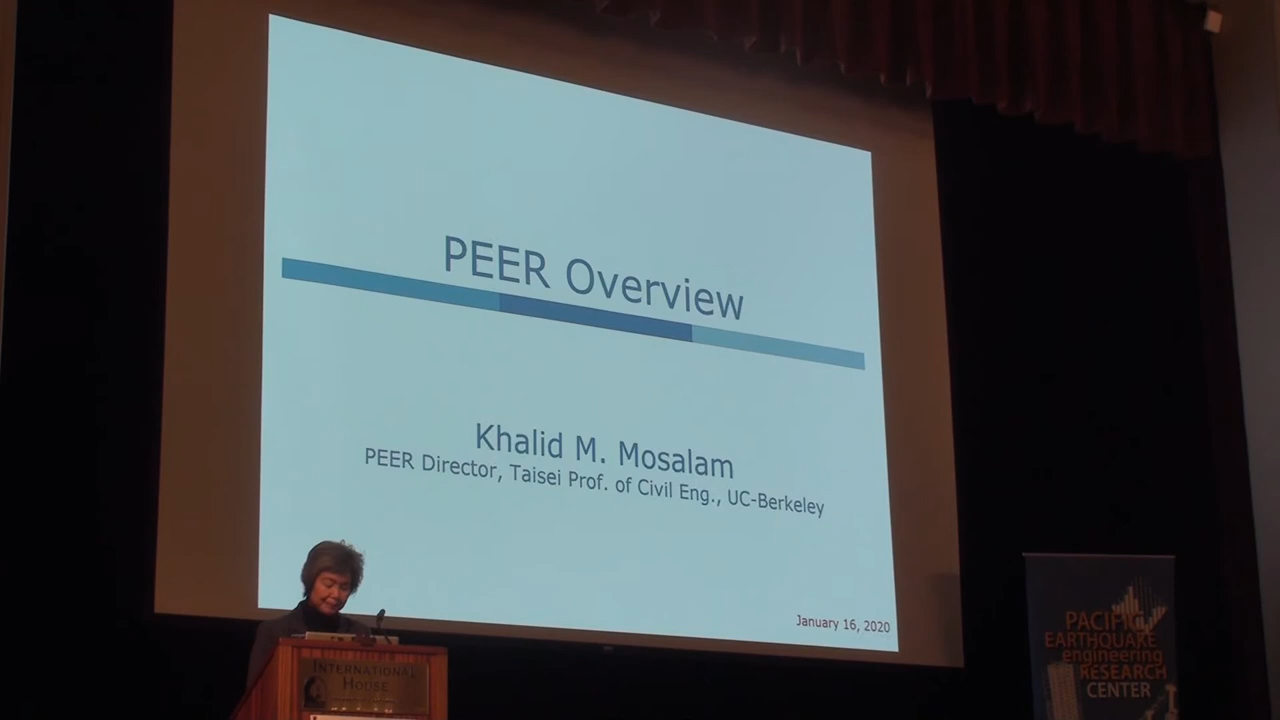 PEER Overview
Khalid M. Mosalam
PEER Director, Taisei Prof. of Civil Eng., UC-Berkeley
January 16, 2020
INTERNATIONAL
HOUSE
PACIFIC
EARTHQUAKE
engineering
RESEARCH
CENTER